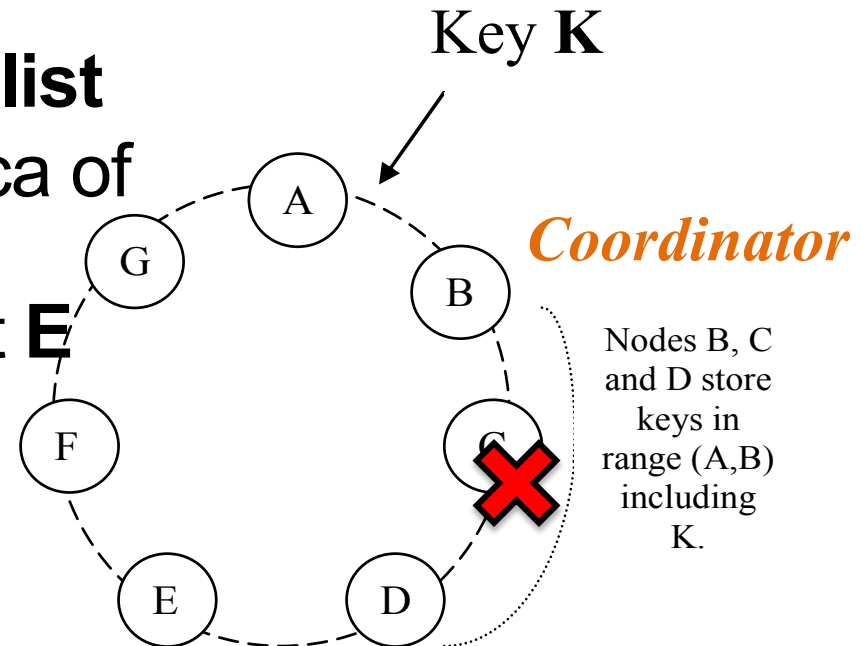 Key K
list
ca of
A
G
Coordinator
B
t E
Nodes B, C
and D store
keys in
range (A,B)
including
K.
F
C
E
D